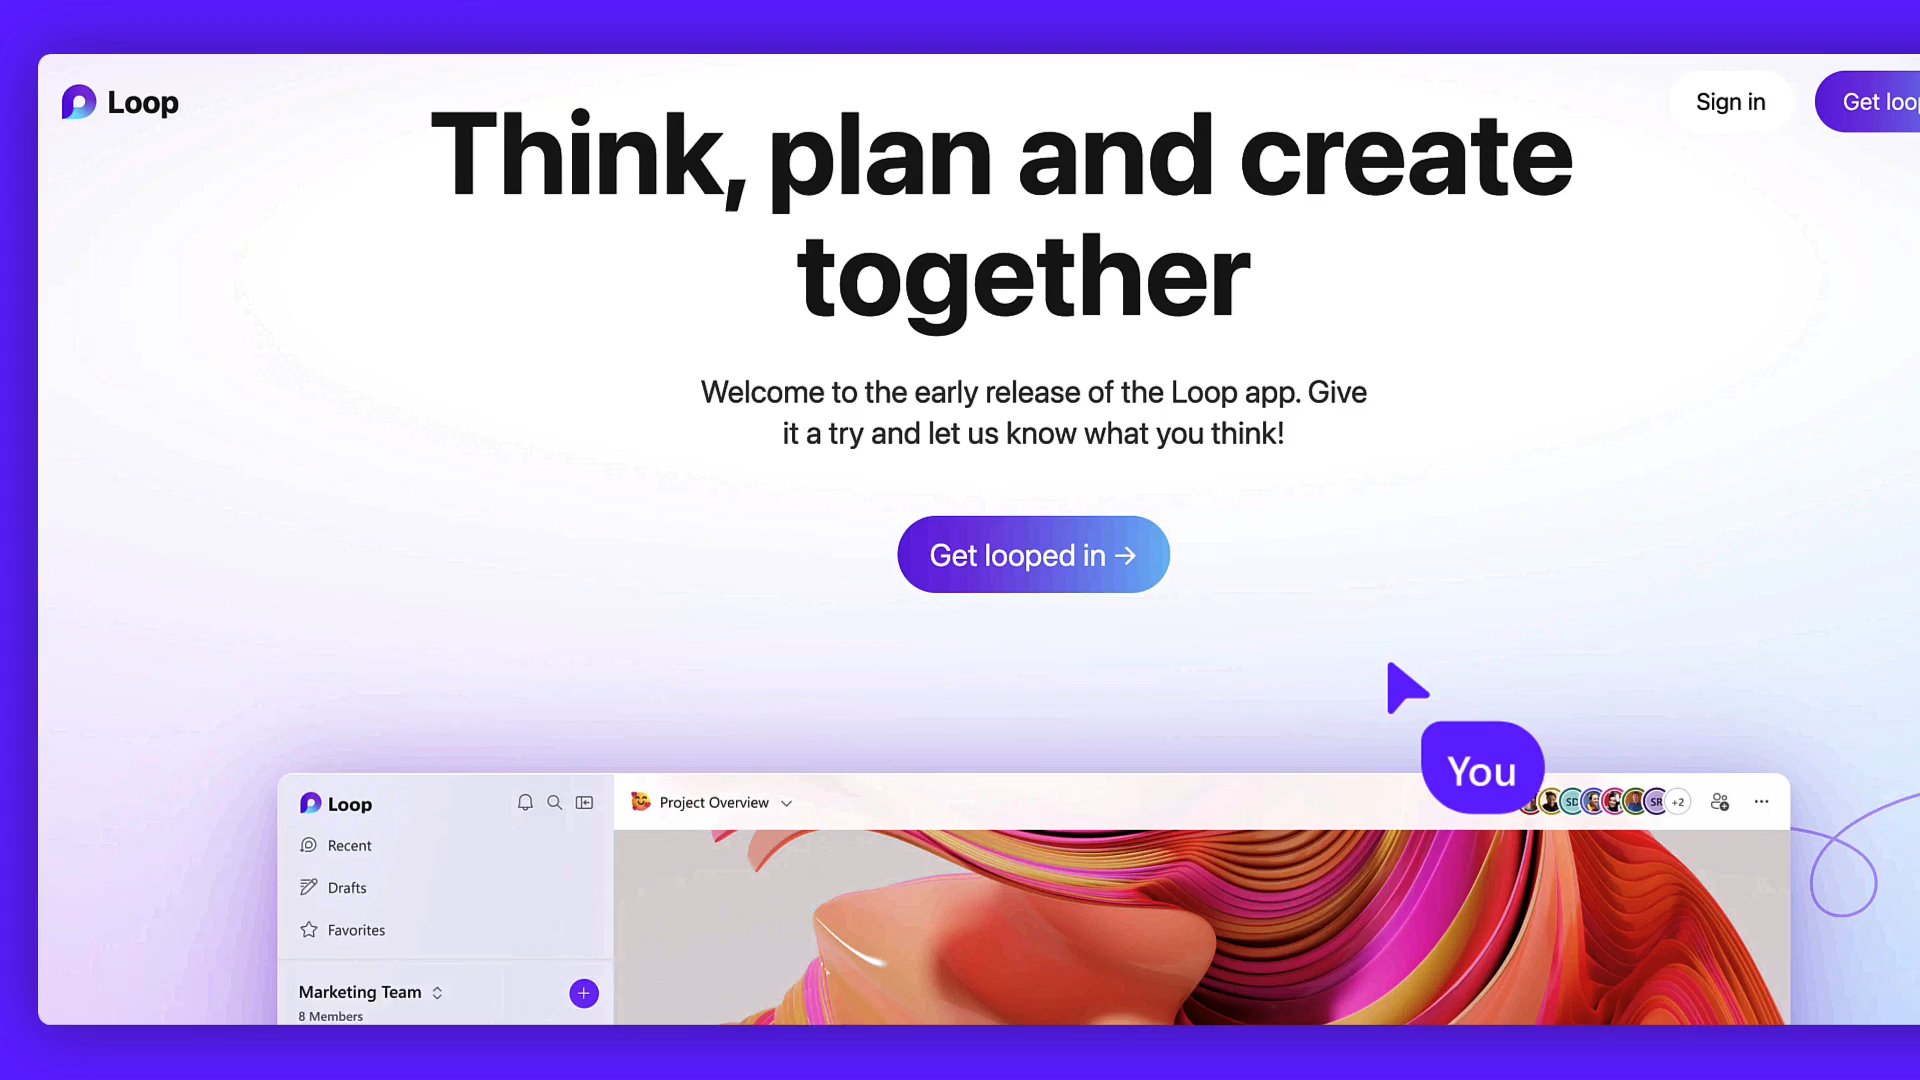 Loop
Sign in
Get loo
Think, plan and create
together
Welcome to the early release of the Loop app. Give
it a try and let us know what you think!
Get looped in →
You
Loop
Project Overview
SD
SR
+2
Recent
Drafts
Favorites
Marketing Team
8 Members